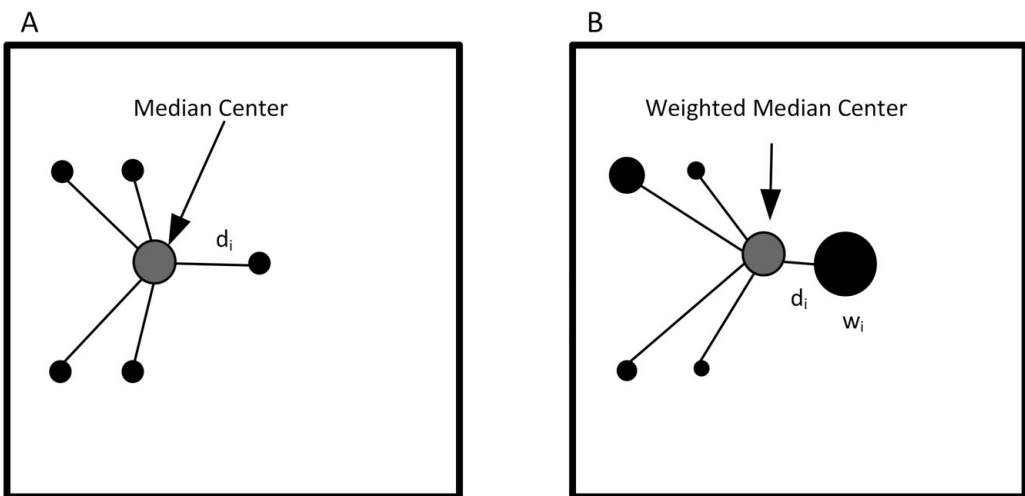 A
Median Center
dᵢ
B
Weighted Median Center
dᵢ
wᵢ